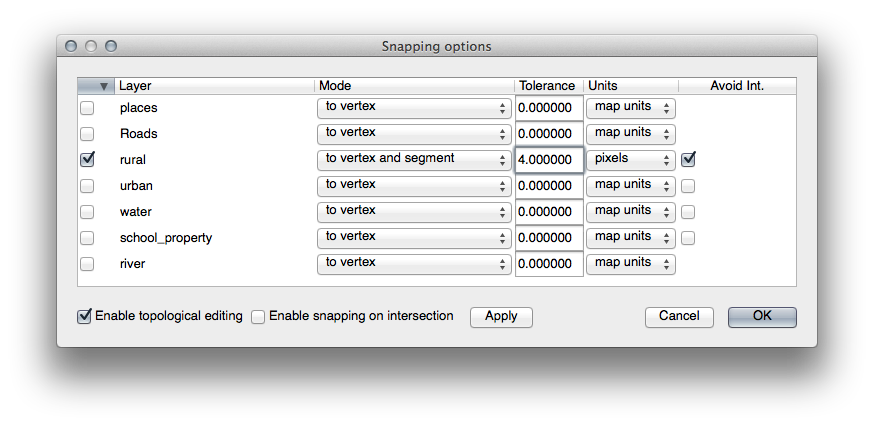 Snapping options
Layer Mode Tolerance Units Avoid Int.
places to vertex 0.000000 map units
Roads to vertex 0.000000 map units
rural to vertex and segment 4.000000 pixels
urban to vertex 0.000000 map units
water to vertex 0.000000 map units
school_property to vertex 0.000000 map units
river to vertex 0.000000 map units
Enable topological editing Enable snapping on intersection Apply Cancel OK